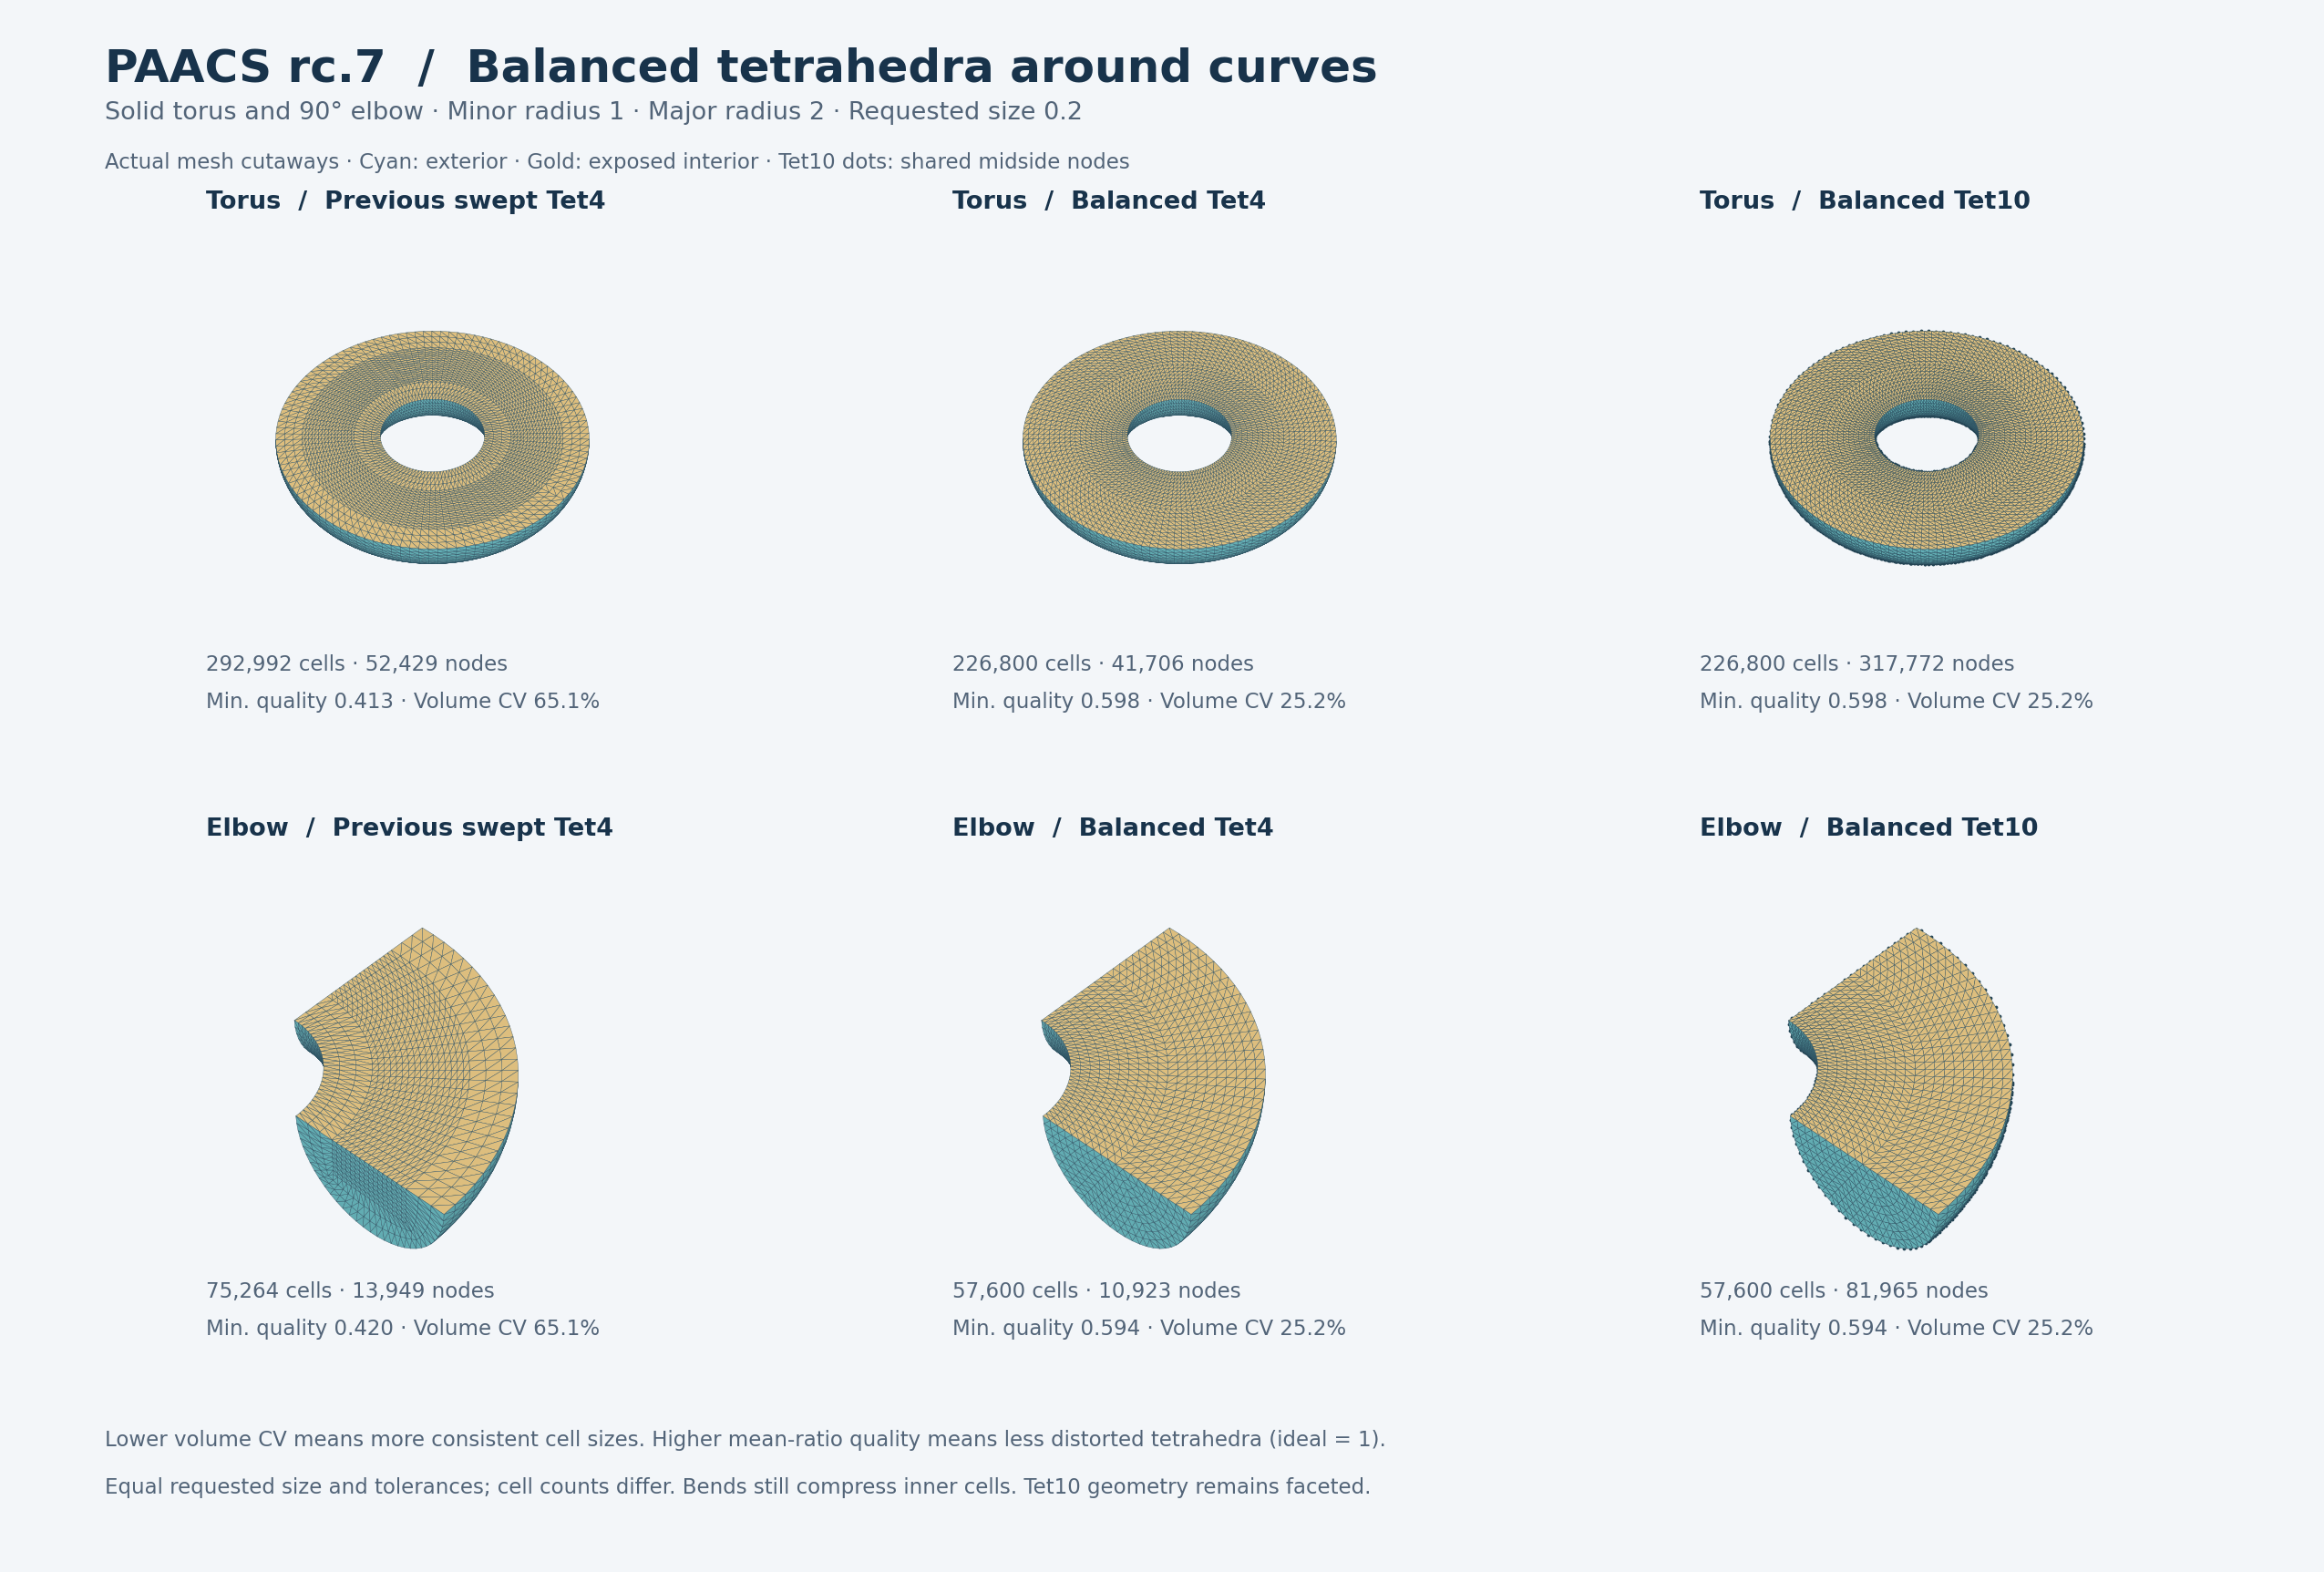 PAACS rc.7 / Balanced tetrahedra around curves
Solid torus and 90° elbow · Minor radius 1 · Major radius 2 · Requested size 0.2
Actual mesh cutaways · Cyan: exterior · Gold: exposed interior · Tet10 dots: shared midside nodes
Torus / Previous swept Tet4
Torus / Balanced Tet4
Torus / Balanced Tet10
292,992 cells · 52,429 nodes
Min. quality 0.413 · Volume CV 65.1%
226,800 cells · 41,706 nodes
Min. quality 0.598 · Volume CV 25.2%
226,800 cells · 317,772 nodes
Min. quality 0.598 · Volume CV 25.2%
Elbow / Previous swept Tet4
Elbow / Balanced Tet4
Elbow / Balanced Tet10
75,264 cells · 13,949 nodes
Min. quality 0.420 · Volume CV 65.1%
57,600 cells · 10,923 nodes
Min. quality 0.594 · Volume CV 25.2%
57,600 cells · 81,965 nodes
Min. quality 0.594 · Volume CV 25.2%
Lower volume CV means more consistent cell sizes. Higher mean-ratio quality means less distorted tetrahedra (ideal = 1).
Equal requested size and tolerances; cell counts differ. Bends still compress inner cells. Tet10 geometry remains faceted.